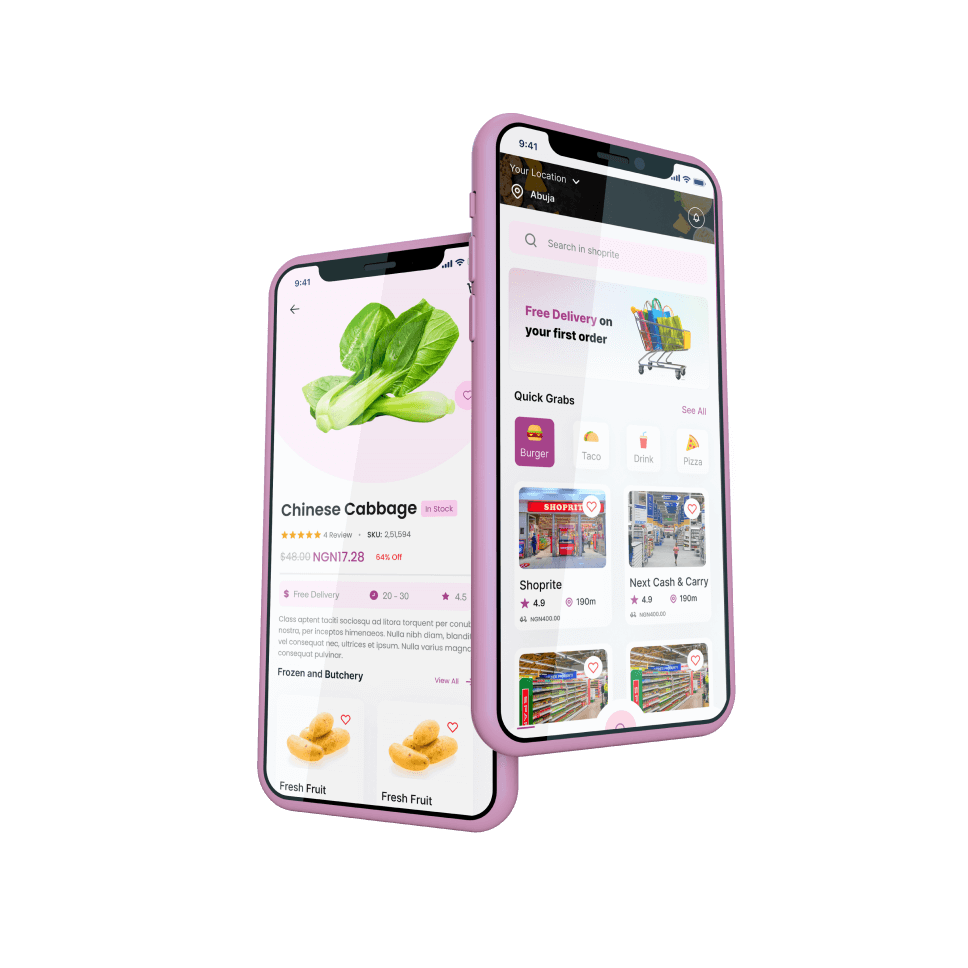 9:41
Chinese Cabbage
In Stock
4 Review • SKU: 2,51,594
$48.00 NGN17.28 64% Off
$ Free Delivery
20 - 30
4.5
Class aptent taciti sociosqu ad litora torquent per conub
nostra, per inceptos himenaeos. Nulla nibh diam, blandit
vel consequat nec, ultrices et ipsum. Nulla varius magna
consequat pulvinar.
Frozen and Butchery
View All
Fresh Fruit
Fresh Fruit
9:41
Your Location
Abuja
Search in shoprite
Free Delivery on
your first order
Quick Grabs
See All
Burger
Taco
Drink
Pizza
SHOPRIT
Shoprite
4.9
190m
NGN400.00
Next Cash & Carry
4.9
190m
NGN400.00